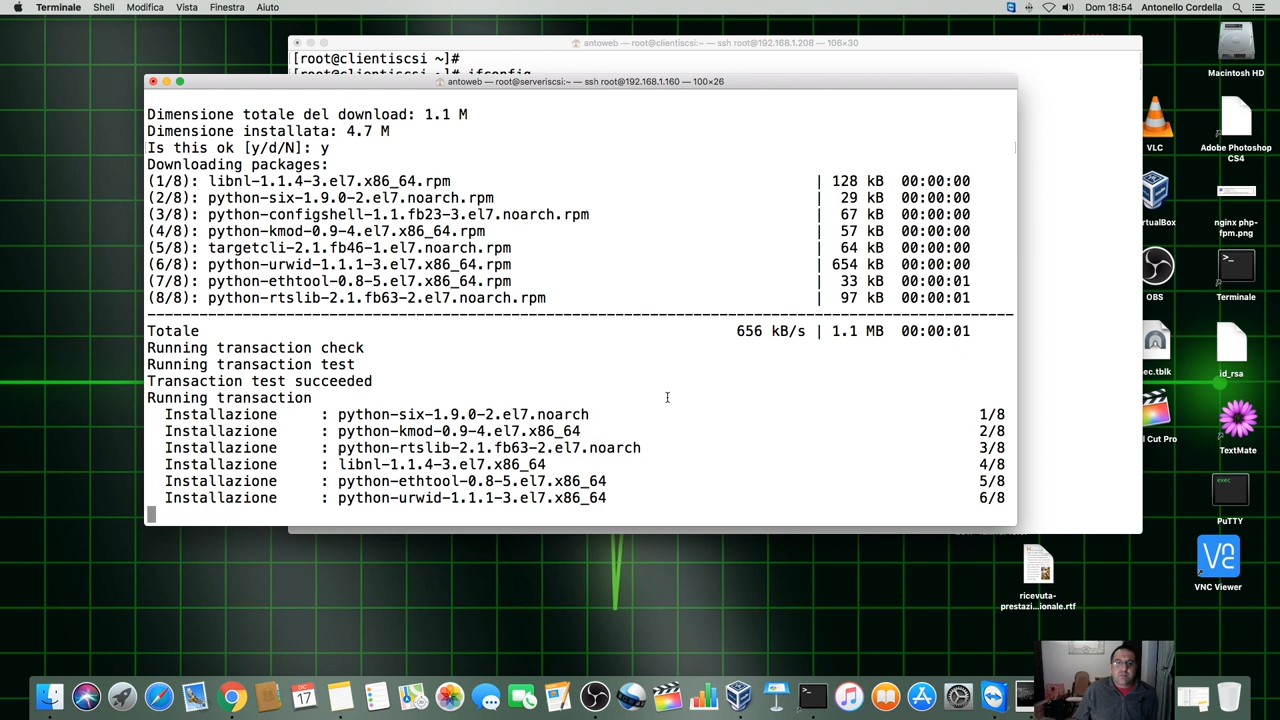 Terminale Shell Modifica Vista Finestra Aiuto Dom 18:54 Antonello Cordella
antoweb — root@clientiscsi:~ — ssh root@192.168.1.208 — 106×30
[root@clientiscsi ~]#
antoweb — root@serveriscsi:~ — ssh root@192.168.1.160 — 100×26
Dimensione totale del download: 1.1 M
Dimensione installata: 4.7 M
Is this ok [y/d/N]: y
Downloading packages:
(1/8): libnl-1.1.4-3.el7.x86_64.rpm | 128 kB 00:00:00
(2/8): python-six-1.9.0-2.el7.noarch.rpm | 29 kB 00:00:00
(3/8): python-configshell-1.1.fb23-3.el7.noarch.rpm | 67 kB 00:00:00
(4/8): python-kmod-0.9-4.el7.x86_64.rpm | 57 kB 00:00:00
(5/8): targetcli-2.1.fb46-1.el7.noarch.rpm | 64 kB 00:00:00
(6/8): python-urwid-1.1.1-3.el7.x86_64.rpm | 654 kB 00:00:00
(7/8): python-ethtool-0.8-5.el7.x86_64.rpm | 33 kB 00:00:01
(8/8): python-rtslib-2.1.fb63-2.el7.noarch.rpm | 97 kB 00:00:01
Totale 656 kB/s | 1.1 MB 00:00:01
Running transaction check
Running transaction test
Transaction test succeeded
Running transaction
Installazione : python-six-1.9.0-2.el7.noarch 1/8
Installazione : python-kmod-0.9-4.el7.x86_64 2/8
Installazione : python-rtslib-2.1.fb63-2.el7.noarch 3/8
Installazione : libnl-1.1.4-3.el7.x86_64 4/8
Installazione : python-ethtool-0.8-5.el7.x86_64 5/8
Installazione : python-urwid-1.1.1-3.el7.x86_64 6/8
Macintosh HD
VLC
Adobe Photoshop
CS4
nginx php-
fpm.png
OBS
Terminale
id_rsa
TextMate
exec
PuTTY
VNC Viewer
ricevuta-
prestazi...ionale.rtf
DIC
17